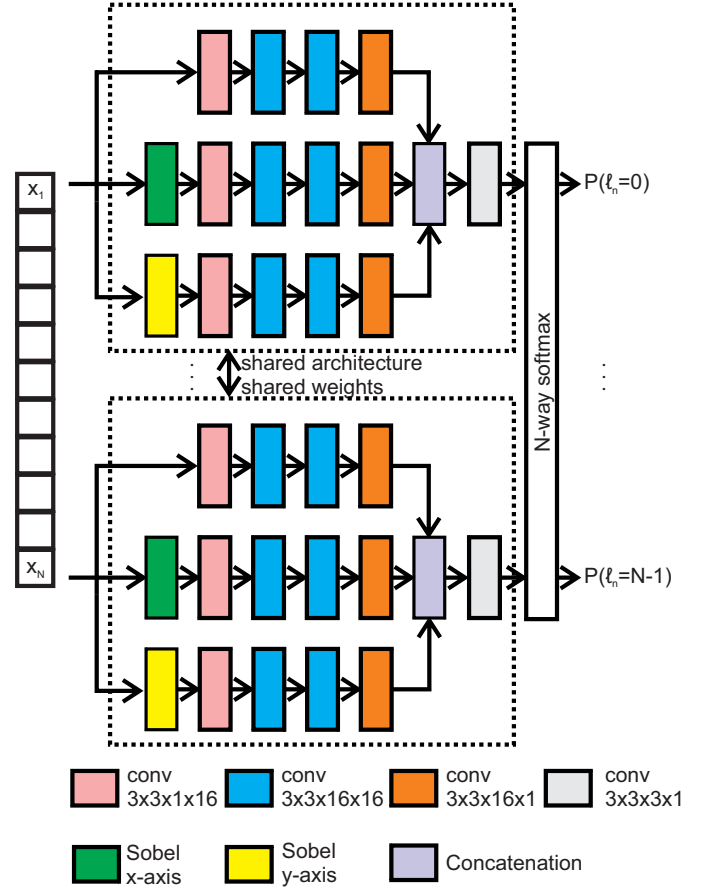 x₁
P(ℓₙ=0)
shared architecture
shared weights
⋮
⋮
N-way softmax
x_N
P(ℓₙ=N-1)
conv
3x3x1x16
conv
3x3x16x16
conv
3x3x16x1
conv
3x3x3x1
Sobel
x-axis
Sobel
y-axis
Concatenation